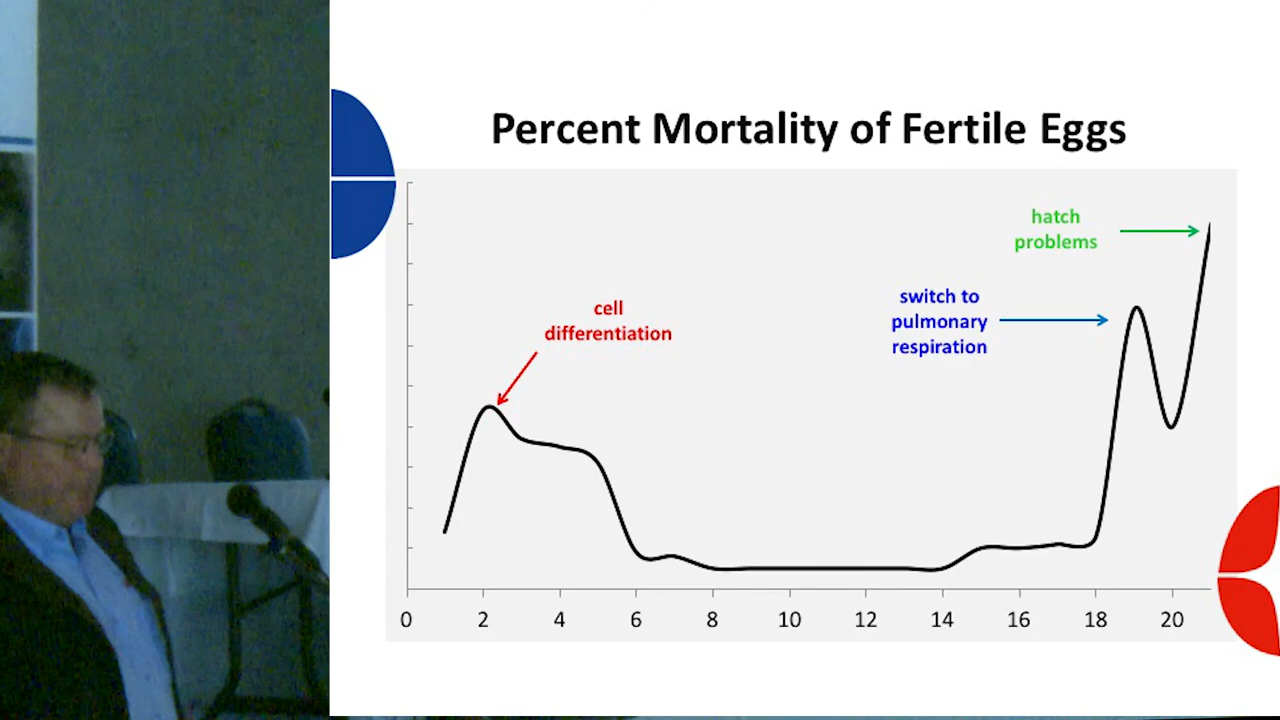 Percent Mortality of Fertile Eggs
hatch
problems
switch to
pulmonary
respiration
cell
differentiation
0 2 4 6 8 10 12 14 16 18 20